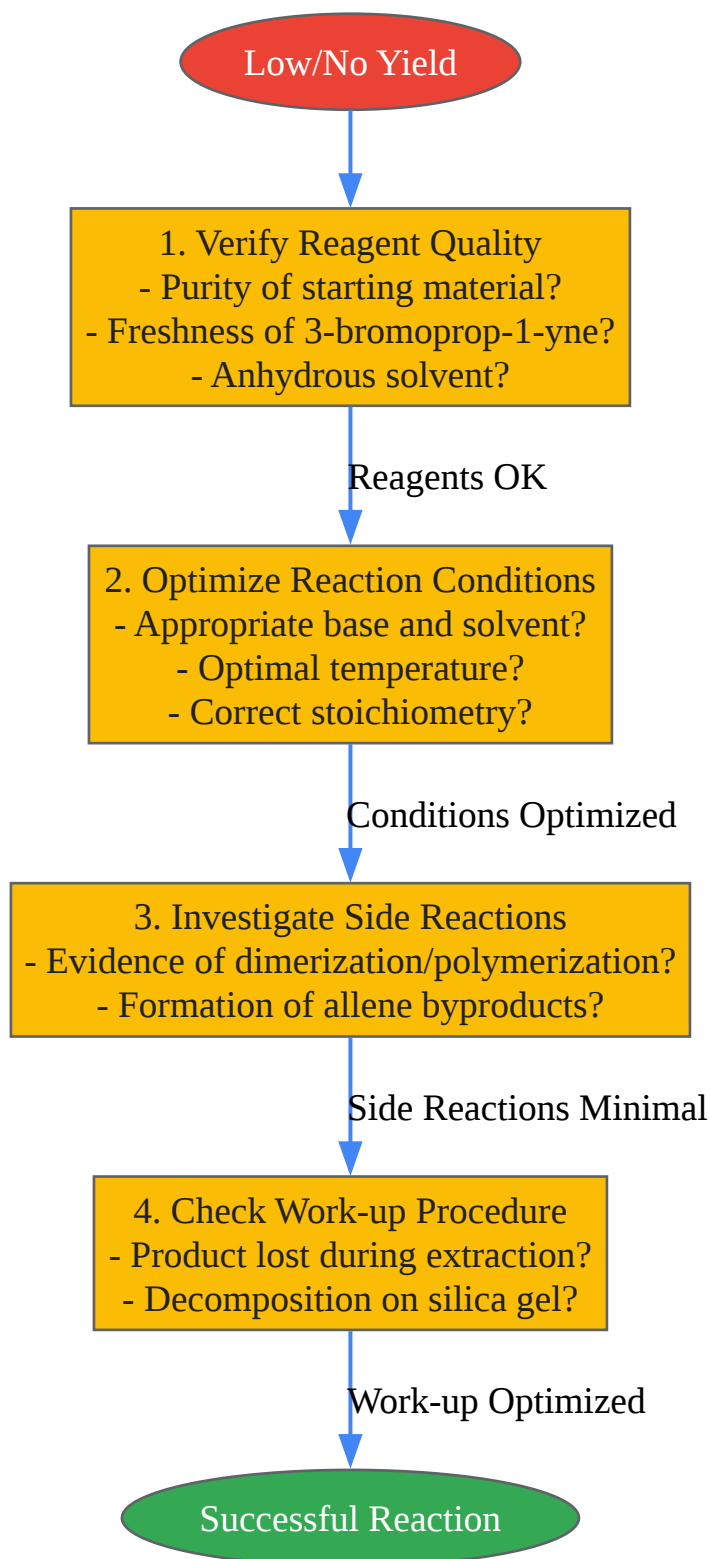 Low/No Yield
1. Verify Reagent Quality
- Purity of starting material?
- Freshness of 3-bromoprop-1-yne?
- Anhydrous solvent?
Reagents OK
2. Optimize Reaction Conditions
- Appropriate base and solvent?
- Optimal temperature?
- Correct stoichiometry?
Conditions Optimized
3. Investigate Side Reactions
- Evidence of dimerization/polymerization?
- Formation of allene byproducts?
Side Reactions Minimal
4. Check Work-up Procedure
- Product lost during extraction?
- Decomposition on silica gel?
Work-up Optimized
Successful Reaction